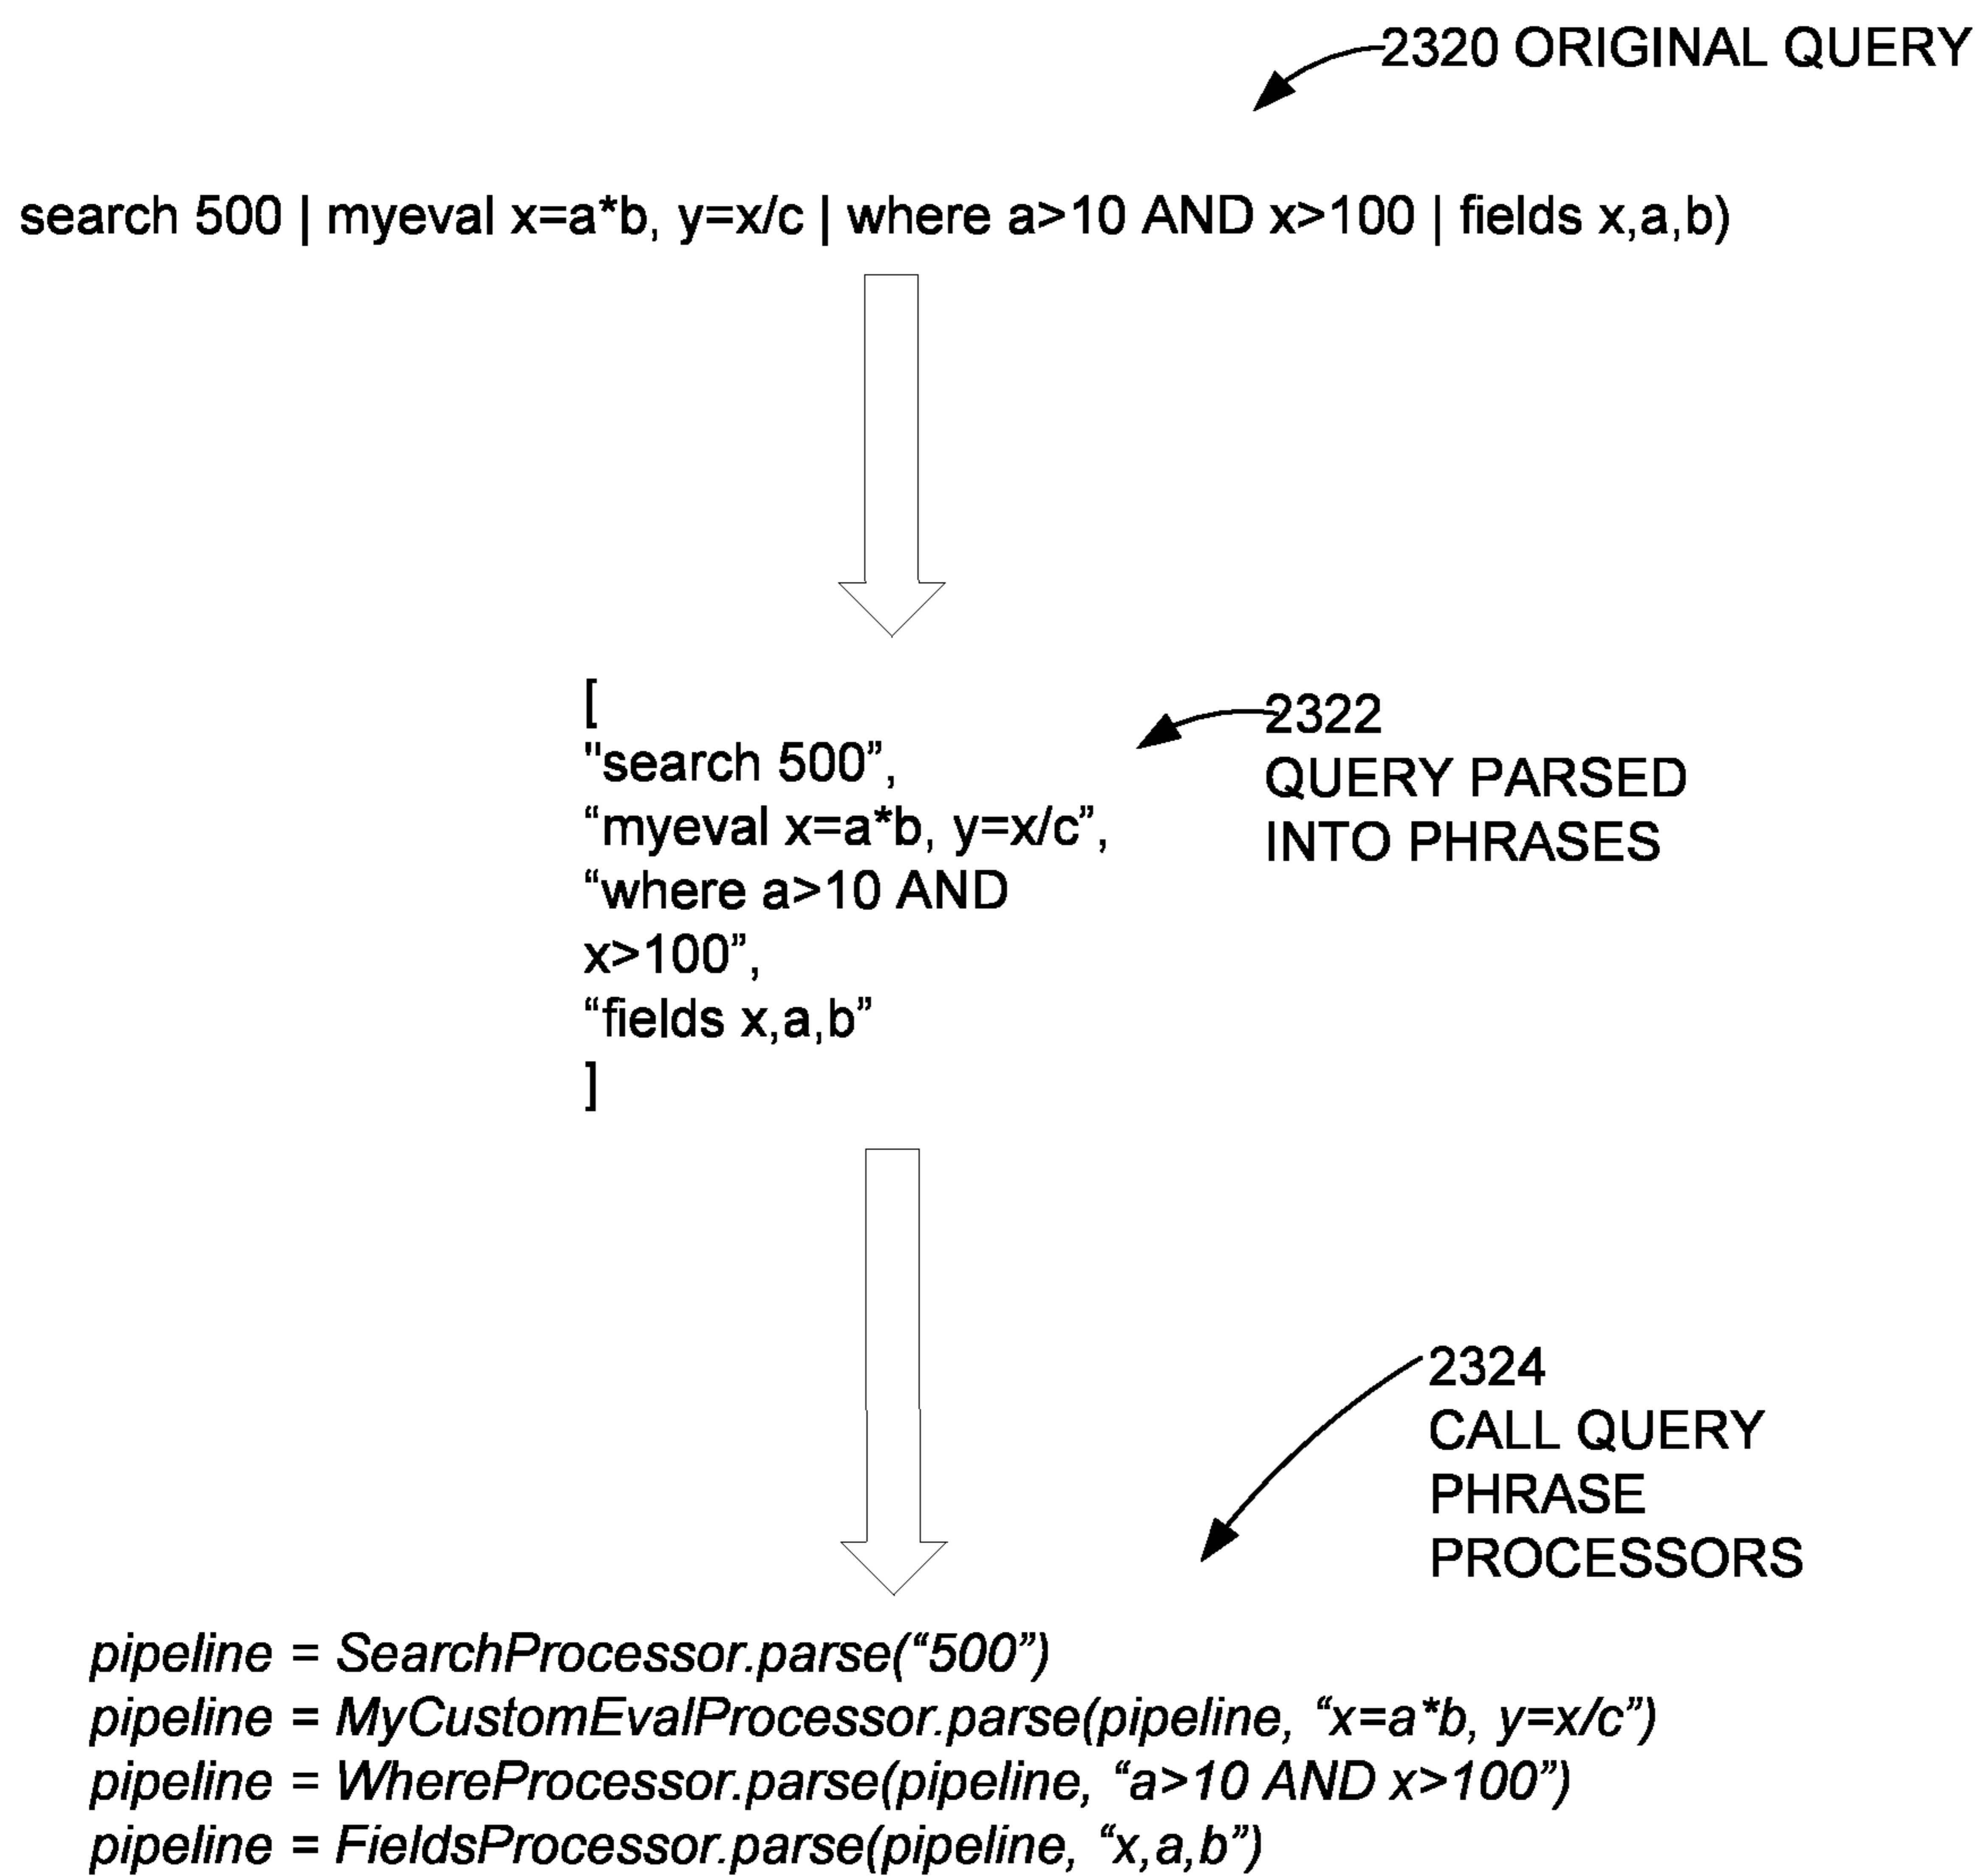 2320 ORIGINAL QUERY
search 500 | myeval x=a*b, y=x/c | where a>10 AND x>100 | fields x,a,b)
[
"search 500”,
“myeval x=a*b, y=x/c”,
“where a>10 AND
x>100”,
“fields x,a,b”
]
2322
QUERY PARSED
INTO PHRASES
2324
CALL QUERY
PHRASE
PROCESSORS
pipeline = SearchProcessor.parse(“500”)
pipeline = MyCustomEvalProcessor.parse(pipeline, “x=a*b, y=x/c”)
pipeline = WhereProcessor.parse(pipeline, “a>10 AND x>100”)
pipeline = FieldsProcessor.parse(pipeline, “x,a,b”)